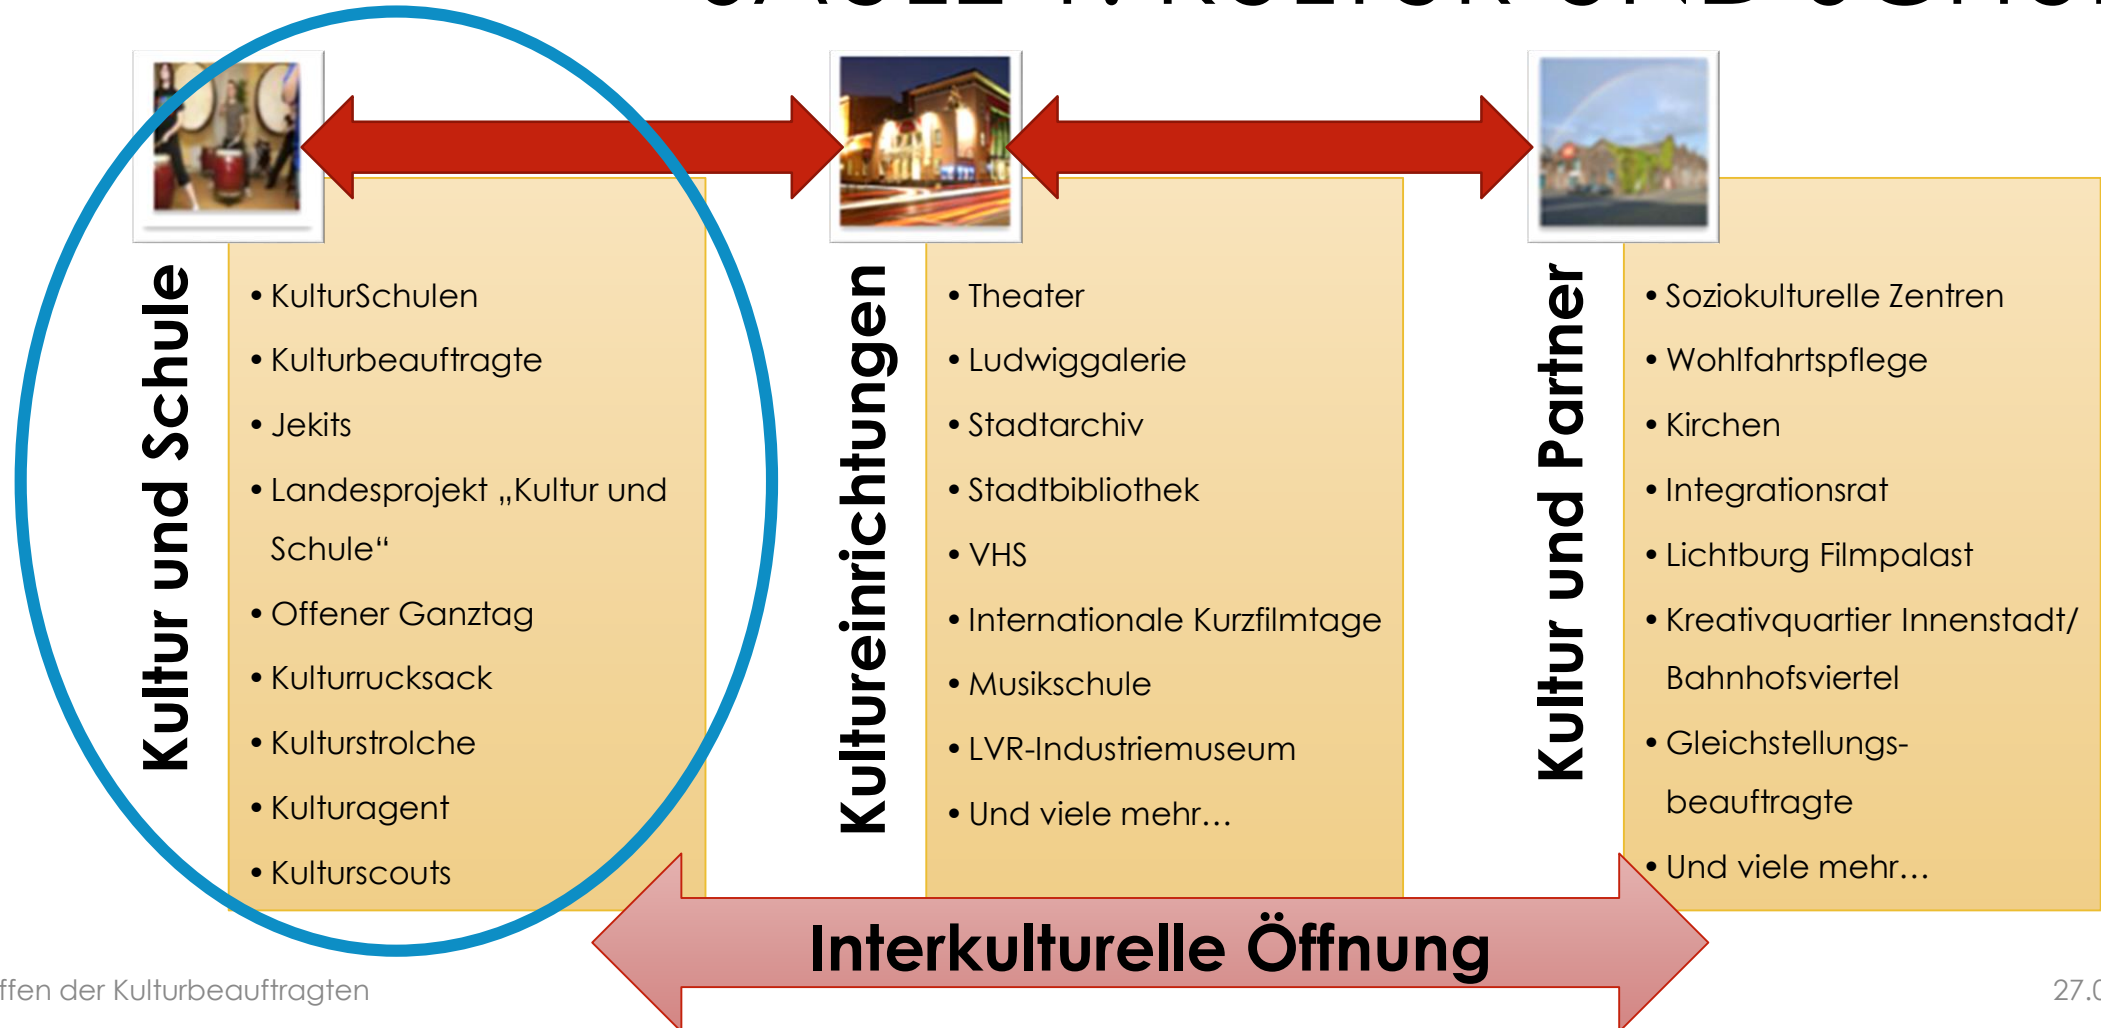 Kultur und Schule
• KulturSchulen
• Kulturbeauftragte
• Jekits
• Landesprojekt „Kultur und
Schule“
• Offener Ganztag
• Kulturrucksack
• Kulturstrolche
• Kulturagent
• Kulturscouts
Kultureinrichtungen
• Theater
• Ludwiggalerie
• Stadtarchiv
• Stadtbibliothek
• VHS
• Internationale Kurzfilmtage
• Musikschule
• LVR-Industriemuseum
• Und viele mehr...
Kultur und Partner
• Soziokulturelle Zentren
• Wohlfahrtspflege
• Kirchen
• Integrationsrat
• Lichtburg Filmpalast
• Kreativquartier Innenstadt/
Bahnhofsviertel
• Gleichstellungs-
beauftragte
• Und viele mehr...
Interkulturelle Öffnung
ffen der Kulturbeauftragten
27.0